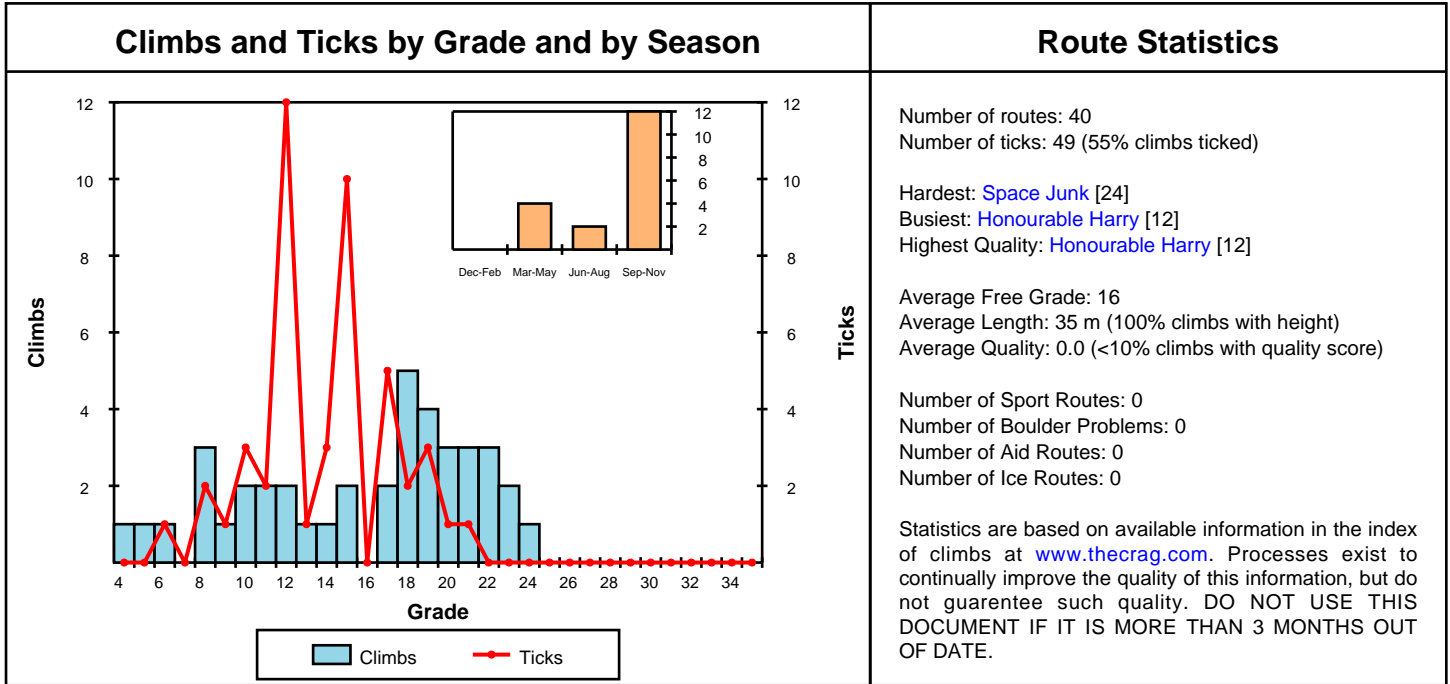 Climbs and Ticks by Grade and by Season
Route Statistics
12
10
8
6
4
2
Climbs
12
10
8
6
4
2
Ticks
12
10
8
6
4
2
Dec-Feb Mar-May Jun-Aug Sep-Nov
4 6 8 10 12 14 16 18 20 22 24 26 28 30 32 34
Grade
Climbs Ticks
Number of routes: 40
Number of ticks: 49 (55% climbs ticked)
Hardest: Space Junk [24]
Busiest: Honourable Harry [12]
Highest Quality: Honourable Harry [12]
Average Free Grade: 16
Average Length: 35 m (100% climbs with height)
Average Quality: 0.0 (<10% climbs with quality score)
Number of Sport Routes: 0
Number of Boulder Problems: 0
Number of Aid Routes: 0
Number of Ice Routes: 0
Statistics are based on available information in the index
of climbs at www.thecrag.com. Processes exist to
continually improve the quality of this information, but do
not guarentee such quality. DO NOT USE THIS
DOCUMENT IF IT IS MORE THAN 3 MONTHS OUT
OF DATE.